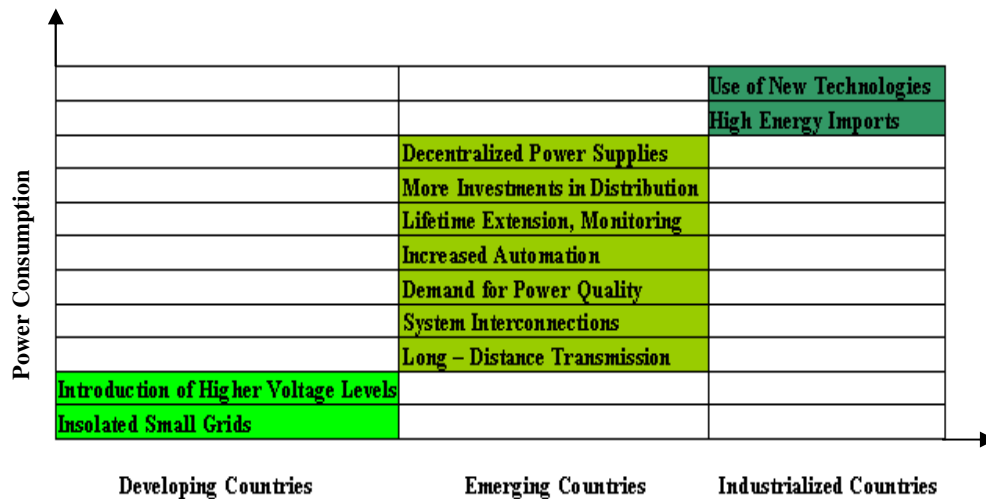 Use of New Technologies
High Energy Imports
Decentralized Power Supplies
More Investments in Distribution
Lifetime Extension, Monitoring
Increased Automation
Demand for Power Quality
System Interconnections
Long – Distance Transmission
Introduction of Higher Voltage Levels
Insolated Small Grids
Power Consumption
Developing Countries
Emerging Countries
Industrialized Countries